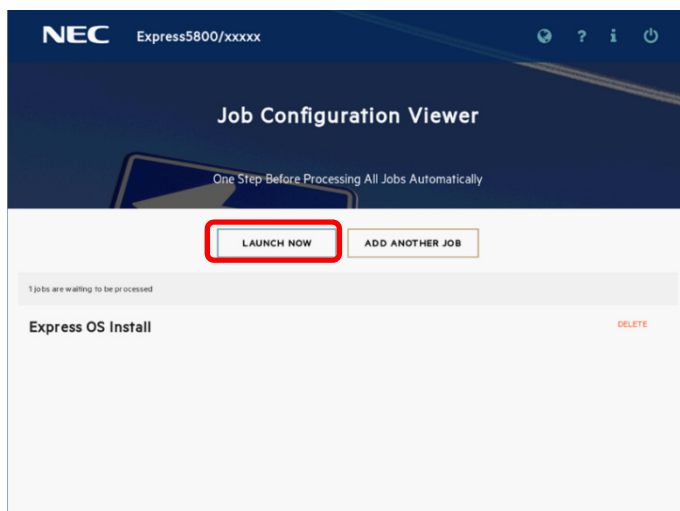 NEC Express5800/xxxxx ? i
Job Configuration Viewer
One Step Before Processing All Jobs Automatically
LAUNCH NOW ADD ANOTHER JOB
1 jobs are waiting to be processed
Express OS Install DELETE